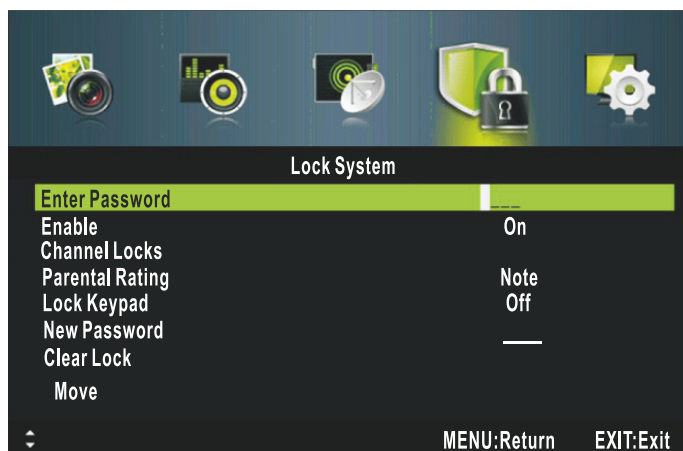 Lock System
Enter Password _ _ _
Enable On
Channel Locks
Parental Rating Note
Lock Keypad Off
New Password
Clear Lock
Move
MENU:Return EXIT:Exit